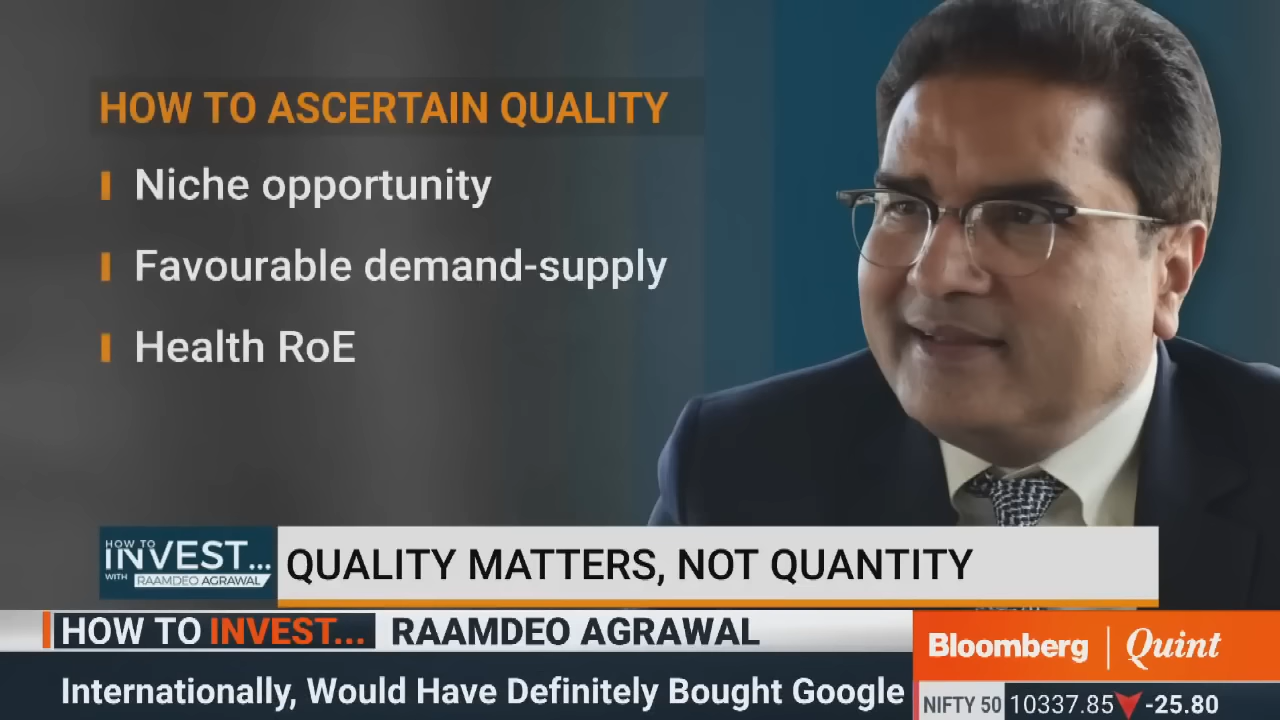 HOW TO ASCERTAIN QUALITY
Niche opportunity
Favourable demand-supply
Health RoE
HOW TO
INVEST...
WITH RAAMDEO AGRAWAL
QUALITY MATTERS, NOT QUANTITY
HOW TO INVEST... RAAMDEO AGRAWAL
Bloomberg | Quint
Internationally, Would Have Definitely Bought Google
NIFTY 50 10337.85 -25.80